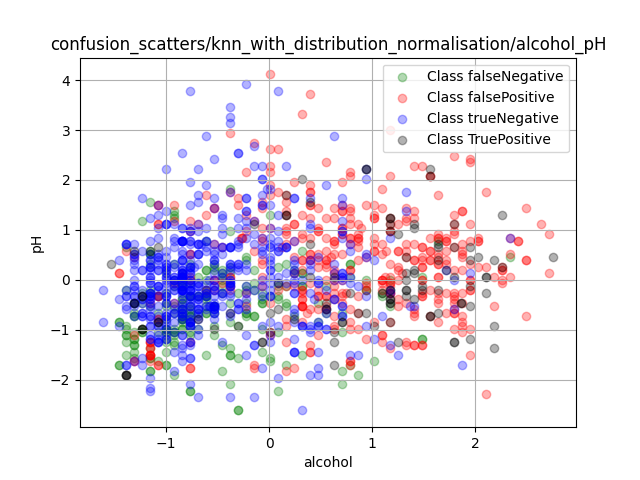 confusion_scatters/knn_with_distribution_normalisation/alcohol_pH
Class falseNegative
Class falsePositive
Class trueNegative
Class TruePositive
4
3
2
1
0
−1
−2
pH
−1
0
1
2
alcohol